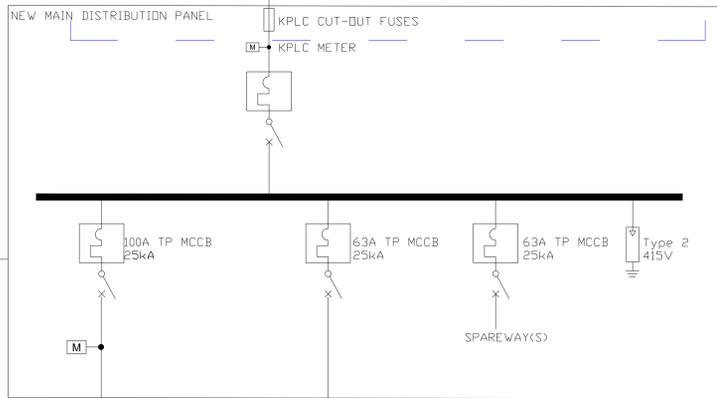 NEW MAIN DISTRIBUTION PANEL
KPLC CUT-OUT FUSES
M
KPLC METER
100A TP MCCB
25kA
63A TP MCCB
25kA
63A TP MCCB
25kA
Type 2
415V
SPAREWAY(S)
M